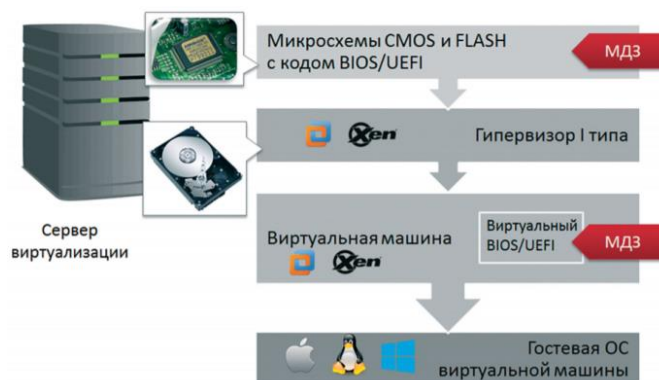 Микросхемы CMOS и FLASH
с кодом BIOS/UEFI
МДЗ
Xen
Гипервизор I типа
Сервер
виртуализации
Виртуальная машина
Xen
Виртуальный
BIOS/UEFI
МДЗ
Гостевая ОС
виртуальной машины